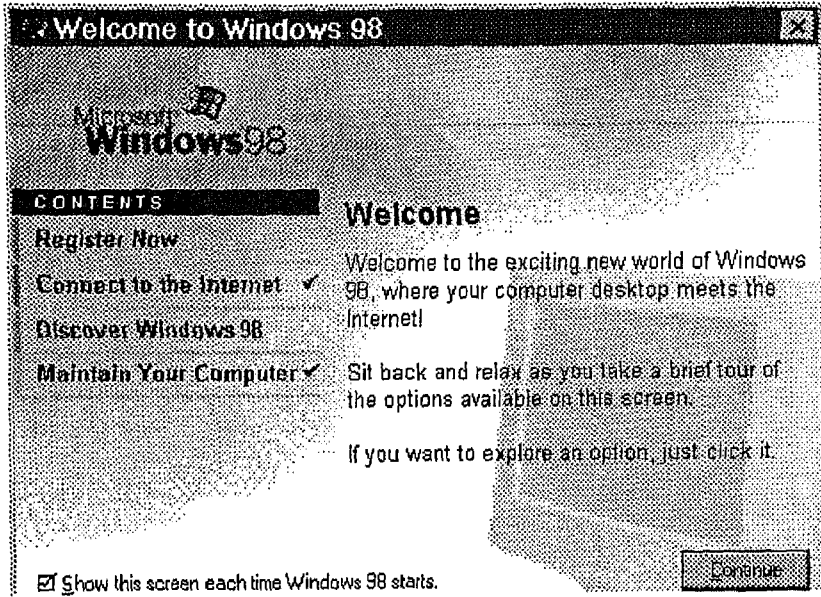 Welcome to Windows 98
Microsoft
Windows98
CONTENTS
Register Now
Connect to the Internet ✔
Discover Windows 98
Maintain Your Computer ✔
Welcome
Welcome to the exciting new world of Windows
98, where your computer desktop meets the
Internet!
Sit back and relax as you take a brief tour of
the options available on this screen.
If you want to explore an option, just click it.
Show this screen each time Windows 98 starts.
Continue